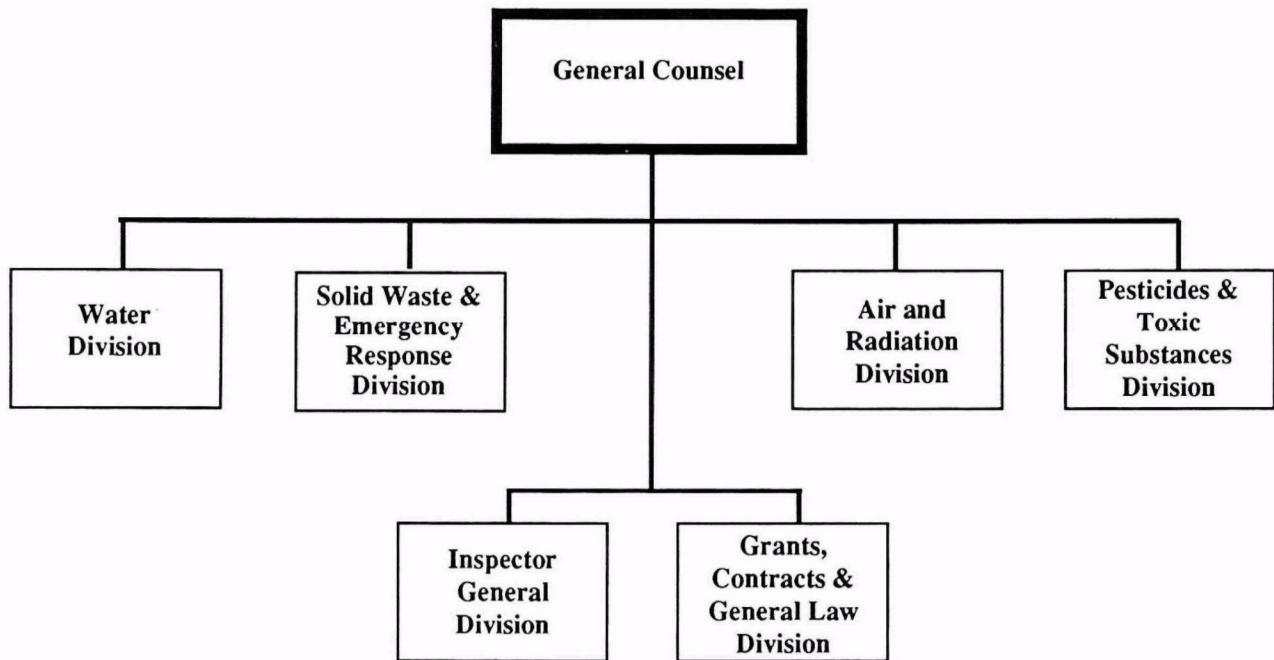 General Counsel
Water
Division
Solid Waste &
Emergency
Response
Division
Air and
Radiation
Division
Pesticides &
Toxic
Substances
Division
Inspector
General
Division
Grants,
Contracts &
General Law
Division